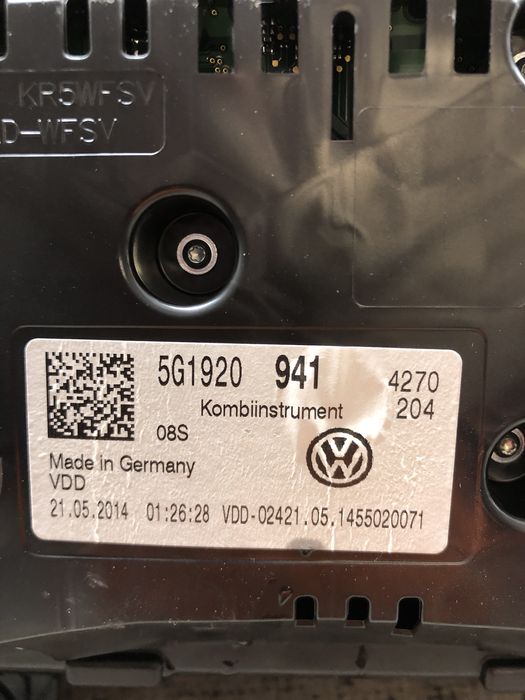 KR5WFSV
D-WFSV
5G1920 941 4270
Kombiinstrument 204
08S
Made in Germany
VDD
21.05.2014 01:26:28 VDD-02421.05.1455020071